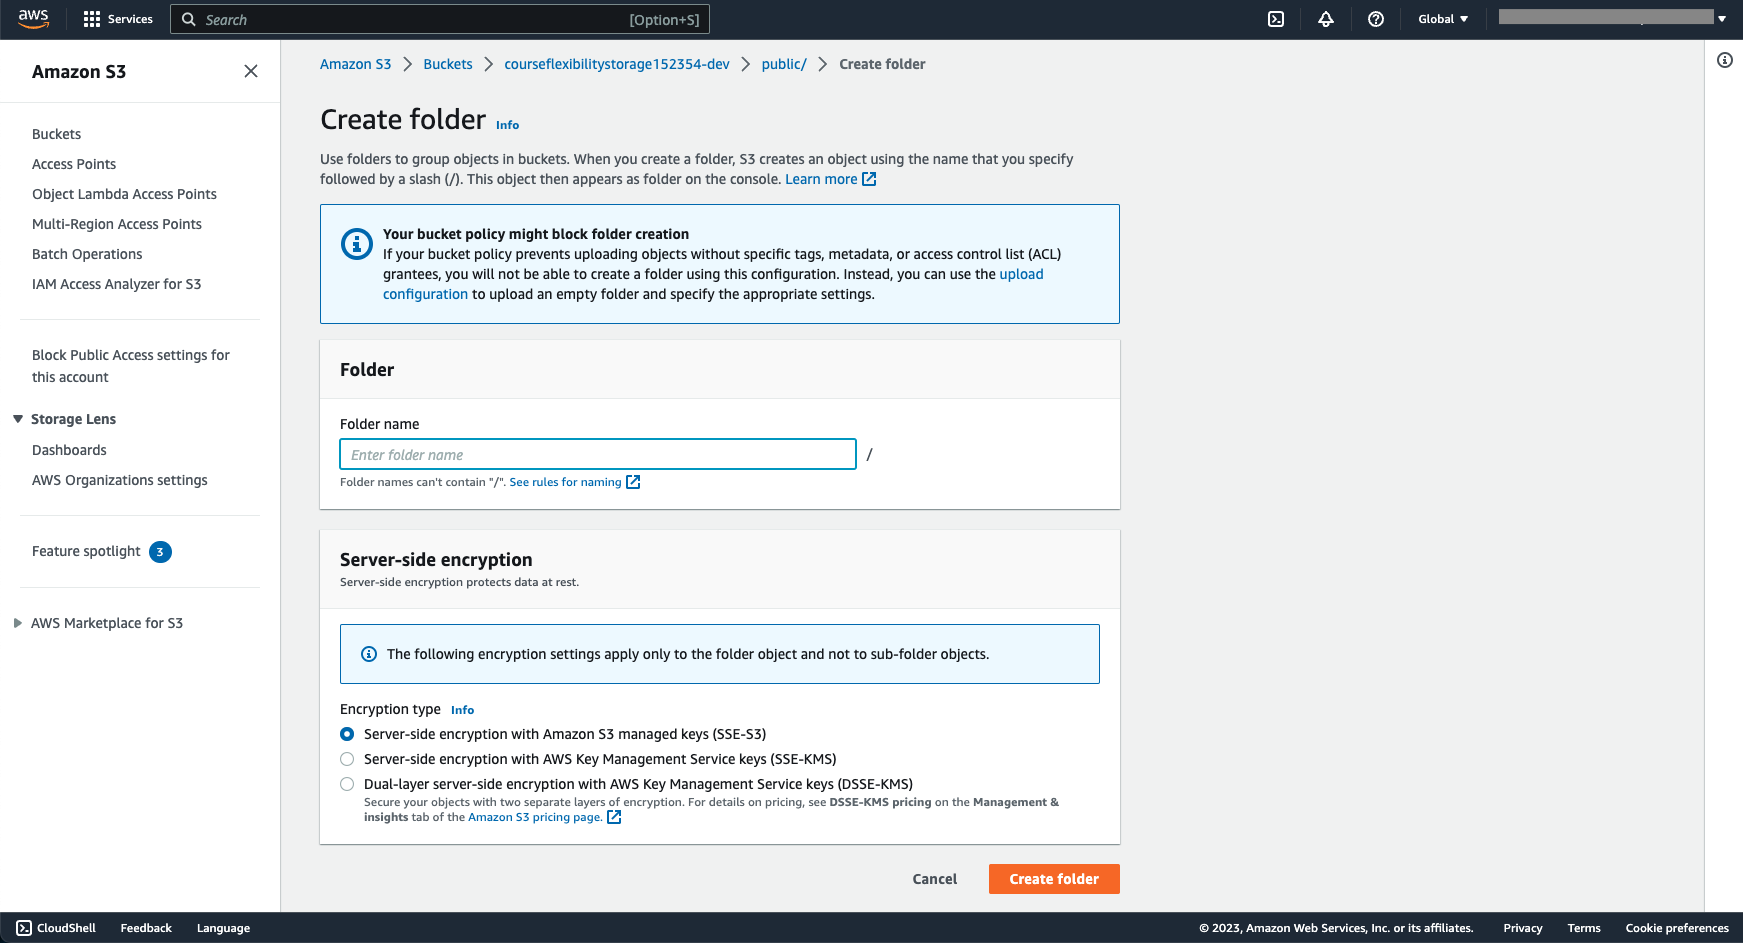 aws
Services
Search
[Option+S]
Global
Amazon S3
Buckets
Access Points
Object Lambda Access Points
Multi-Region Access Points
Batch Operations
IAM Access Analyzer for S3
Block Public Access settings for
this account
Storage Lens
Dashboards
AWS Organizations settings
Feature spotlight 3
AWS Marketplace for S3
Amazon S3 > Buckets > courseflexibilitystorage152354-dev > public/ > Create folder
Create folder Info
Use folders to group objects in buckets. When you create a folder, S3 creates an object using the name that you specify
followed by a slash (/). This object then appears as folder on the console. Learn more
Your bucket policy might block folder creation
If your bucket policy prevents uploading objects without specific tags, metadata, or access control list (ACL)
grantees, you will not be able to create a folder using this configuration. Instead, you can use the upload
configuration to upload an empty folder and specify the appropriate settings.
Folder
Folder name
Enter folder name /
Folder names can't contain "/". See rules for naming
Server-side encryption
Server-side encryption protects data at rest.
The following encryption settings apply only to the folder object and not to sub-folder objects.
Encryption type Info
Server-side encryption with Amazon S3 managed keys (SSE-S3)
Server-side encryption with AWS Key Management Service keys (SSE-KMS)
Dual-layer server-side encryption with AWS Key Management Service keys (DSSE-KMS)
Secure your objects with two separate layers of encryption. For details on pricing, see DSSE-KMS pricing on the Management &
insights tab of the Amazon S3 pricing page.
Cancel
Create folder
CloudShell
Feedback
Language
© 2023, Amazon Web Services, Inc. or its affiliates.
Privacy
Terms
Cookie preferences